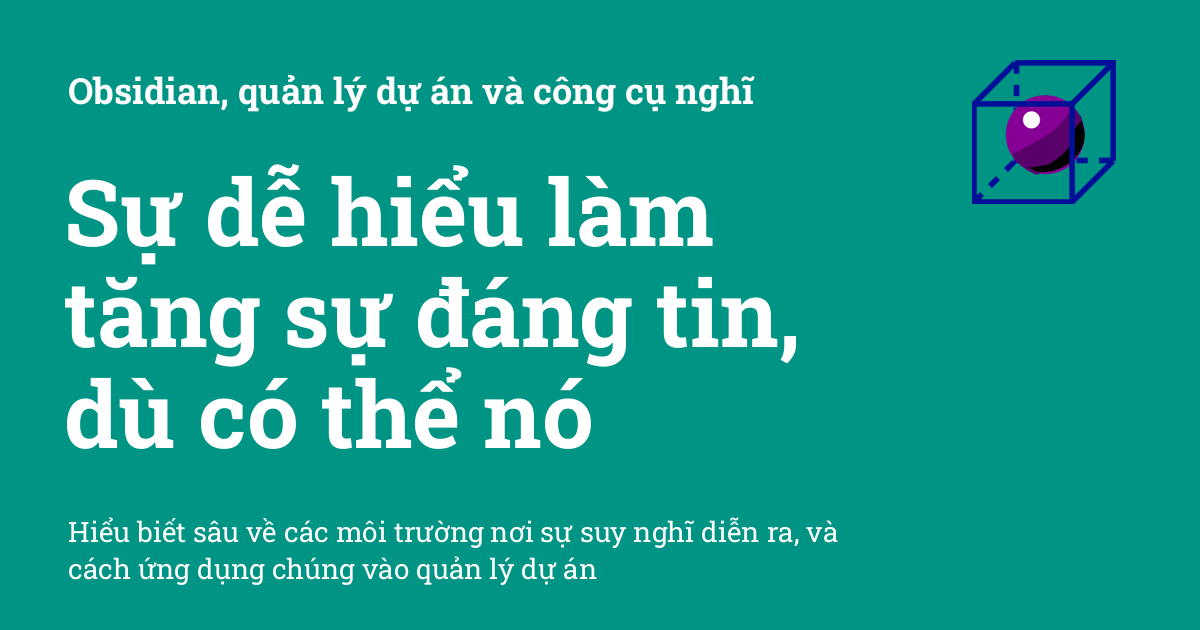 Obsidian, quản lý dự án và công cụ nghĩ
Sự dễ hiểu làm
tăng sự đáng tin,
dù có thể nó
Hiểu biết sâu về các môi trường nơi sự suy nghĩ diễn ra, và
cách ứng dụng chúng vào quản lý dự án